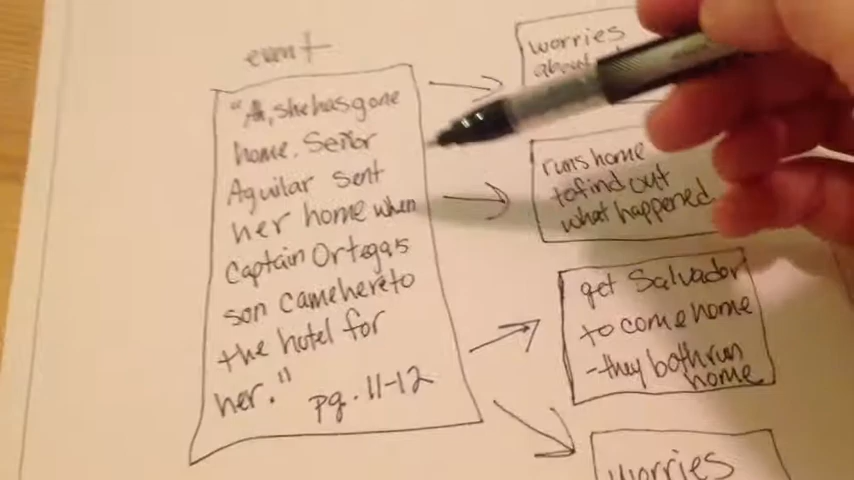 event
"Ah, she has gone
home. Señor
Aguilar sent
her home when
Captain Ortega's
son came here to
the hotel for
her."
pg. 11-12
worries
about
runs home
to find out
what happened
get Salvador
to come home
-they both run
home
worries